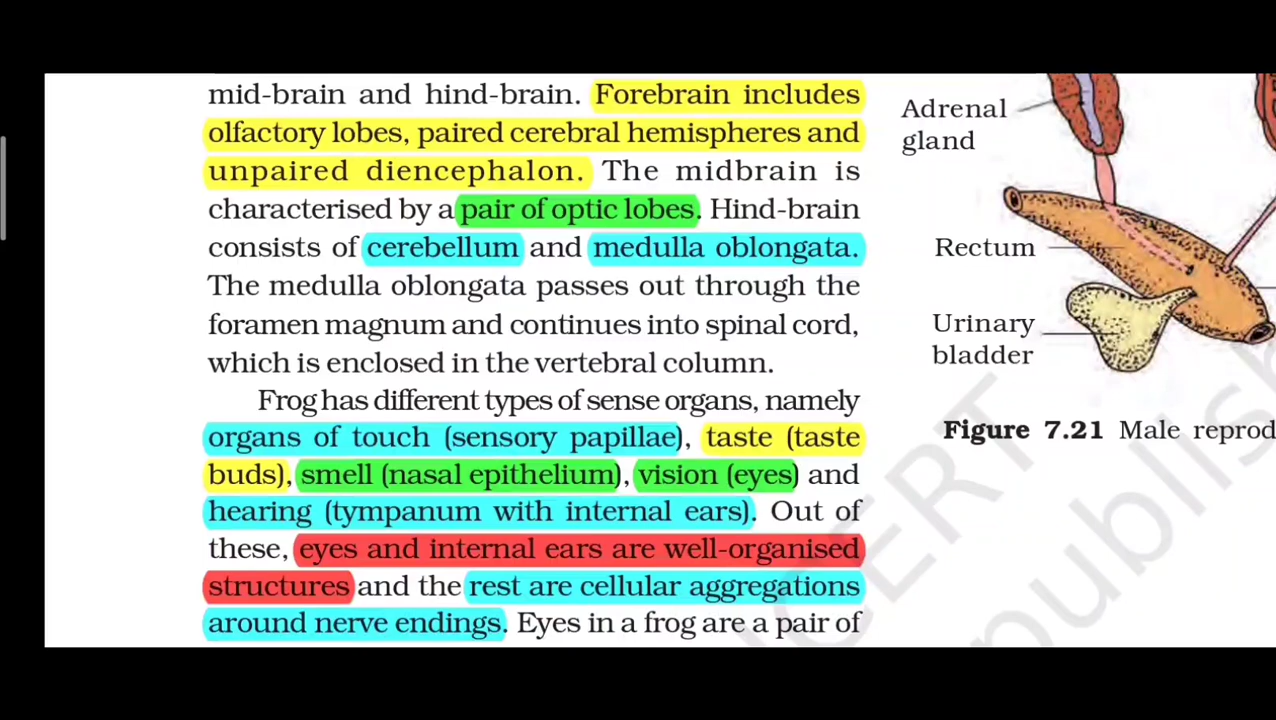 mid-brain and hind-brain. Forebrain includes
olfactory lobes, paired cerebral hemispheres and
unpaired diencephalon. The midbrain is
characterised by a pair of optic lobes. Hind-brain
consists of cerebellum and medulla oblongata.
The medulla oblongata passes out through the
foramen magnum and continues into spinal cord,
which is enclosed in the vertebral column.
Frog has different types of sense organs, namely
organs of touch (sensory papillae), taste (taste
buds), smell (nasal epithelium), vision (eyes) and
hearing (tympanum with internal ears). Out of
these, eyes and internal ears are well-organised
structures and the rest are cellular aggregations
around nerve endings. Eyes in a frog are a pair of
Adrenal
gland
Rectum
Urinary
bladder
Figure 7.21 Male reprod